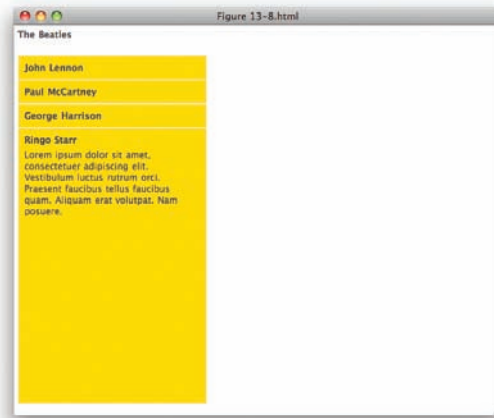 Figure 13-8.html
The Beatles
John Lennon
Paul McCartney
George Harrison
Ringo Starr
Lorem ipsum dolor sit amet,
consectetuer adipiscing elit.
Vestibulum luctus rutrum orci.
Praesent faucibus tellus faucibus
quam. Aliquam erat volutpat. Nam
posuere.